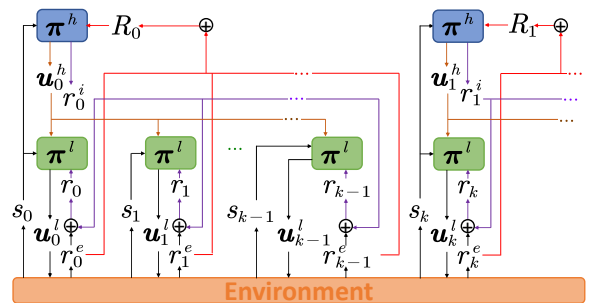 π^h R_0 ⊕ π^h R_1 ⊕
u_0^h r_0^i ... u_1^h r_1^i ...
... ...
... ...
π^l π^l ... π^l π^l
r_0 r_1 r_{k-1} r_k
s_0 u_0^l ⊕ s_1 u_1^l ⊕ s_{k-1} u_{k-1}^l ⊕ s_k u_k^l ⊕
r_0^e r_1^e r_{k-1}^e r_k^e
Environment